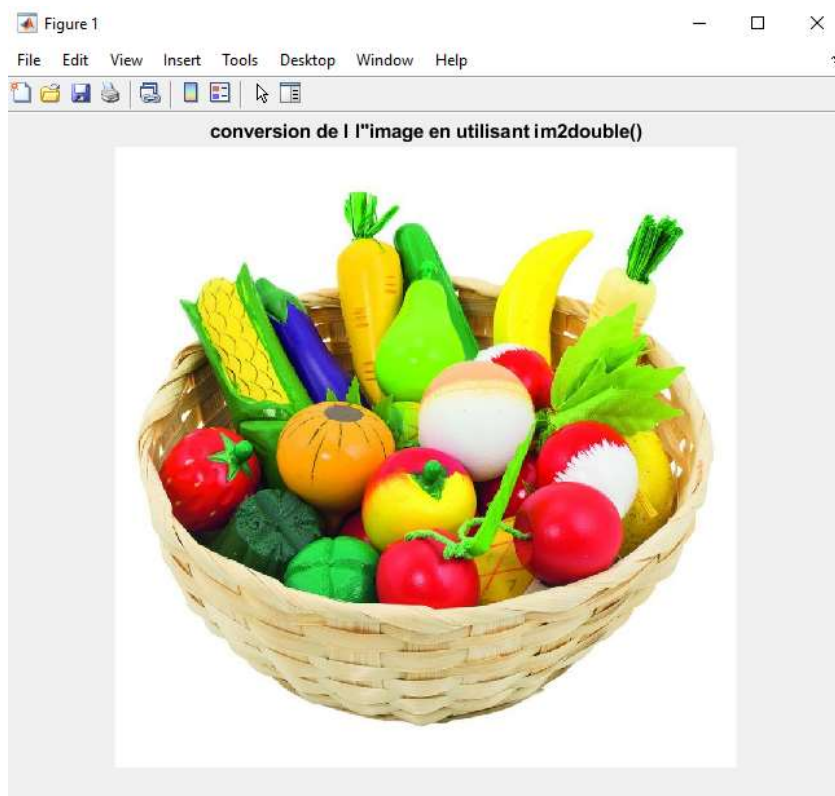 Figure 1
File Edit View Insert Tools Desktop Window Help
conversion de l l"image en utilisant im2double()